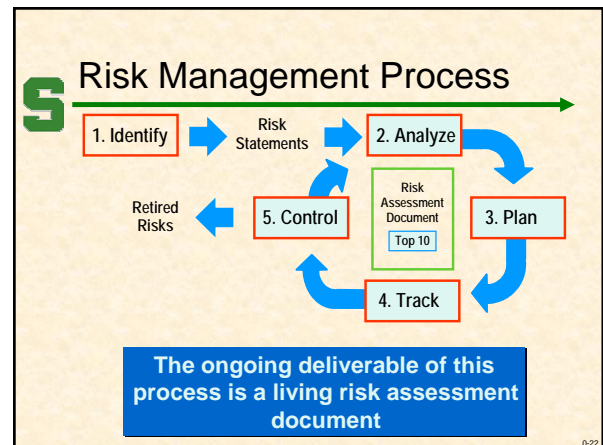 S
Risk Management Process
1. Identify
Risk
Statements
2. Analyze
Retired
Risks
5. Control
Risk
Assessment
Document
Top 10
3. Plan
4. Track
The ongoing deliverable of this
process is a living risk assessment
document
0-22